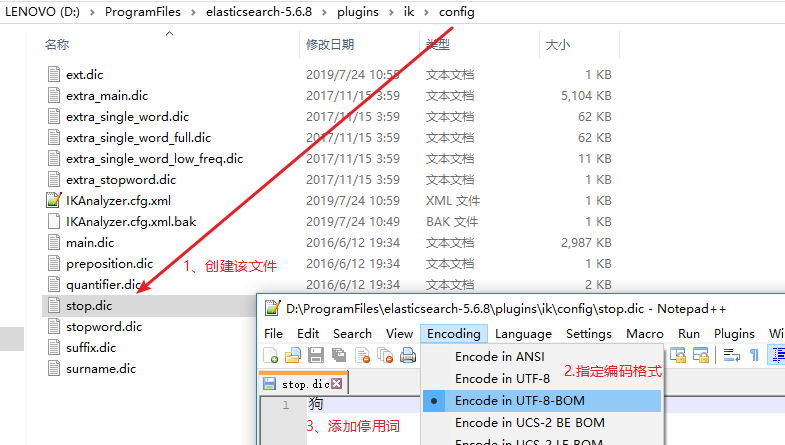 LENOVO (D:) > ProgramFiles > elasticsearch-5.6.8 > plugins > ik > config
名称 修改日期 类型 大小
ext.dic 2019/7/24 10:55 文本文档 1 KB
extra_main.dic 2017/11/15 3:59 文本文档 5,104 KB
extra_single_word.dic 2017/11/15 3:59 文本文档 62 KB
extra_single_word_full.dic 2017/11/15 3:59 文本文档 62 KB
extra_single_word_low_freq.dic 2017/11/15 3:59 文本文档 11 KB
extra_stopword.dic 2017/11/15 3:59 文本文档 1 KB
IKAnalyzer.cfg.xml 2019/7/24 10:59 XML 文件 1 KB
IKAnalyzer.cfg.xml.bak 2019/7/24 10:49 BAK 文件 1 KB
main.dic 2016/6/12 19:34 文本文档 2,987 KB
preposition.dic 2016/6/12 19:34 文本文档 1 KB
1、创建该文件
quantifier.dic 2016/6/12 19:34 文本文档 2 KB
stop.dic
stopword.dic
suffix.dic
surname.dic
D:\ProgramFiles\elasticsearch-5.6.8\plugins\ik\config\stop.dic - Notepad++
File Edit Search View Encoding Language Settings Macro Run Plugins
Encode in ANSI
2.指定编码格式
Encode in UTF-8
stop.dic
Encode in UTF-8-BOM
1 狗
Encode in UCS-2 BE BOM
3、添加停用词
Encode in UCS-2 LE BOM